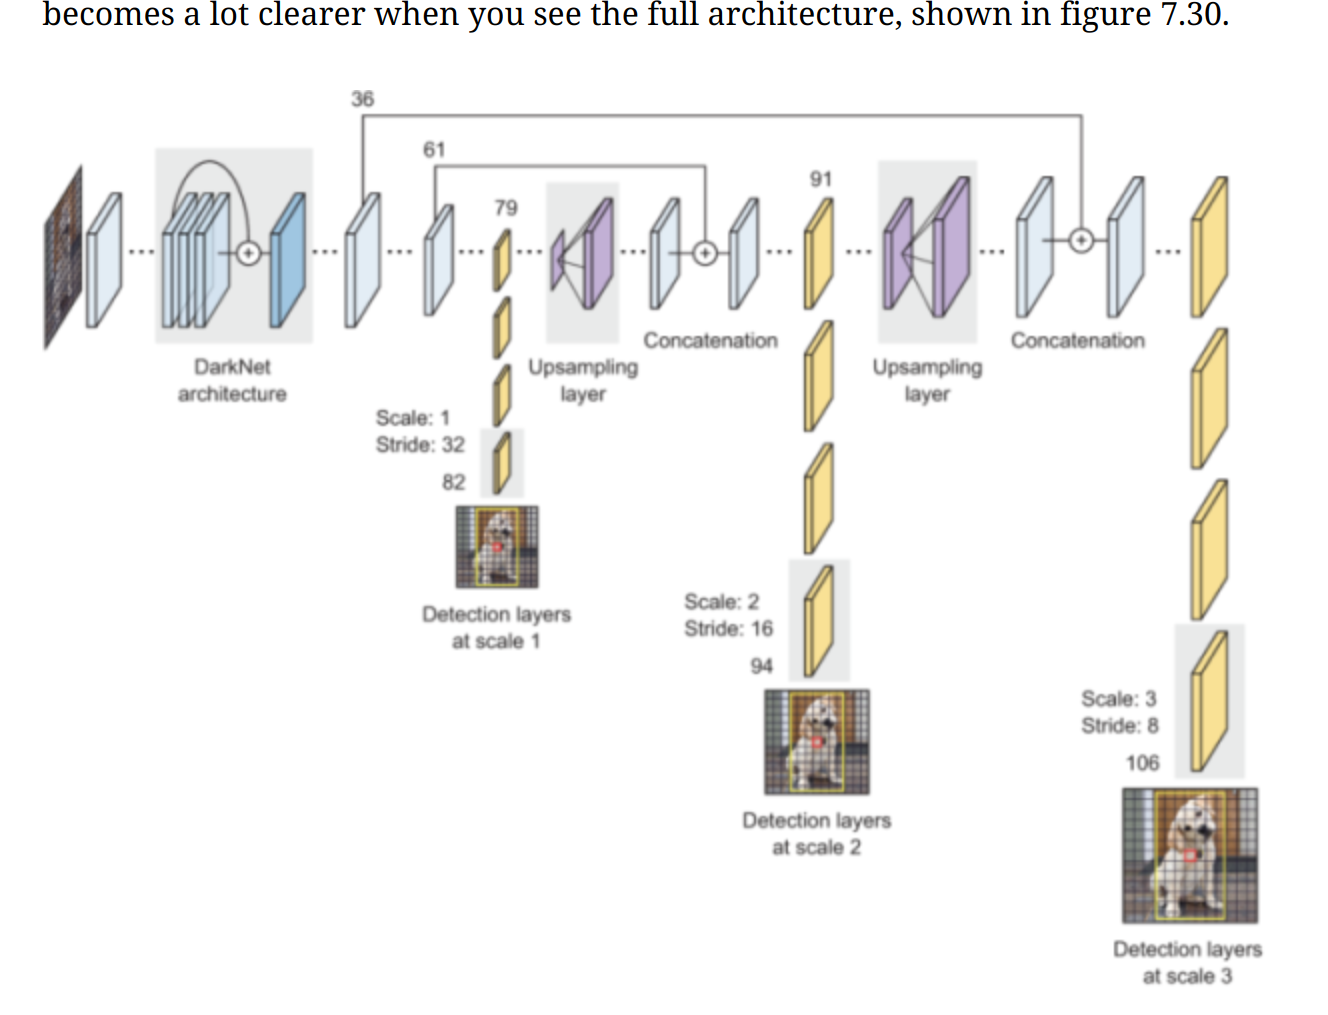 becomes a lot clearer when you see the full architecture, shown in figure 7.30.
36
61
79
91
DarkNet
architecture
Upsampling
layer
Concatenation
Upsampling
layer
Concatenation
Scale: 1
Stride: 32
82
Detection layers
at scale 1
Scale: 2
Stride: 16
94
Detection layers
at scale 2
Scale: 3
Stride: 8
106
Detection layers
at scale 3